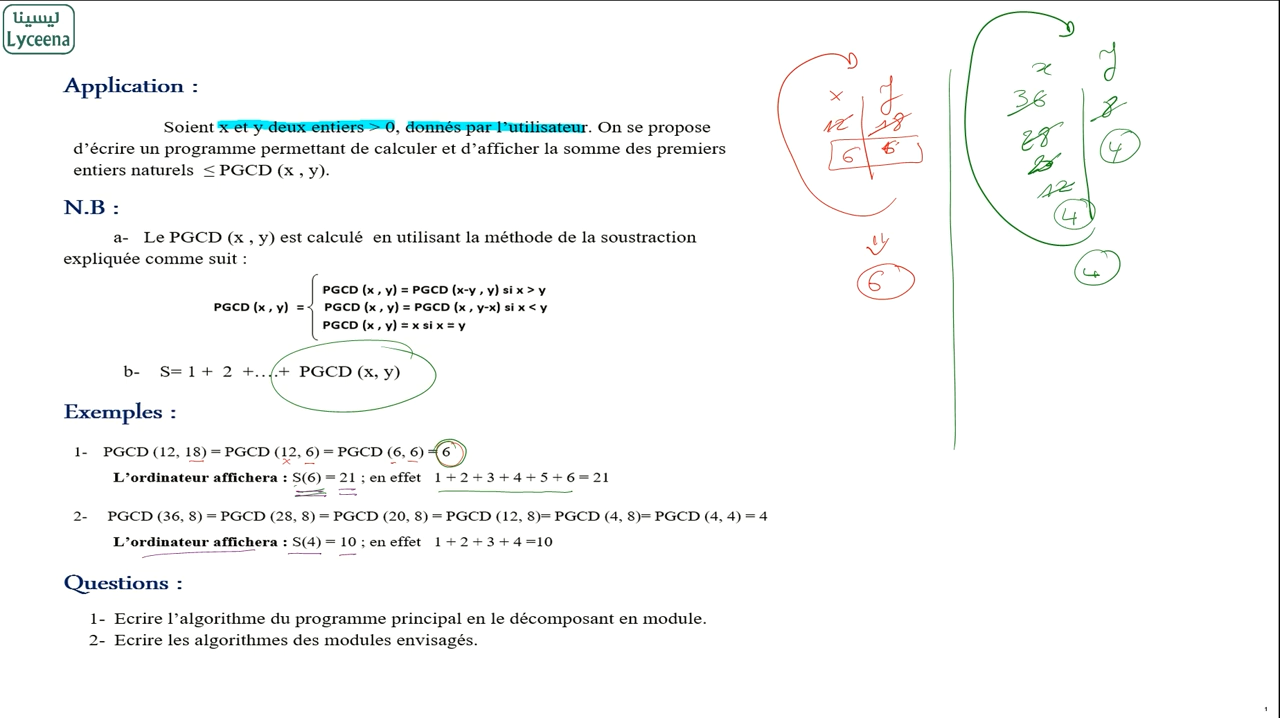 ليسينا
Lyceena
Application :
Soient x et y deux entiers > 0, donnés par l’utilisateur. On se propose
d’écrire un programme permettant de calculer et d’afficher la somme des premiers
entiers naturels ≤ PGCD (x , y).
N.B :
a- Le PGCD (x , y) est calculé en utilisant la méthode de la soustraction
expliquée comme suit :
PGCD (x , y) = PGCD (x-y , y) si x > y
PGCD (x , y) = PGCD (x , y) = PGCD (x , y-x) si x < y
PGCD (x , y) = x si x = y
b- S= 1 + 2 +….+ PGCD (x, y)
Exemples :
1- PGCD (12, 18) = PGCD (12, 6) = PGCD (6, 6) = 6
L’ordinateur affichera : S(6) = 21 ; en effet 1 + 2 + 3 + 4 + 5 + 6 = 21
2- PGCD (36, 8) = PGCD (28, 8) = PGCD (20, 8) = PGCD (12, 8)= PGCD (4, 8)= PGCD (4, 4) = 4
L’ordinateur affichera : S(4) = 10 ; en effet 1 + 2 + 3 + 4 =10
Questions :
1- Ecrire l’algorithme du programme principal en le décomposant en module.
2- Ecrire les algorithmes des modules envisagés.
x y
12 18
6 6
6
x y
36 8
28 4
20
12
4
4
1